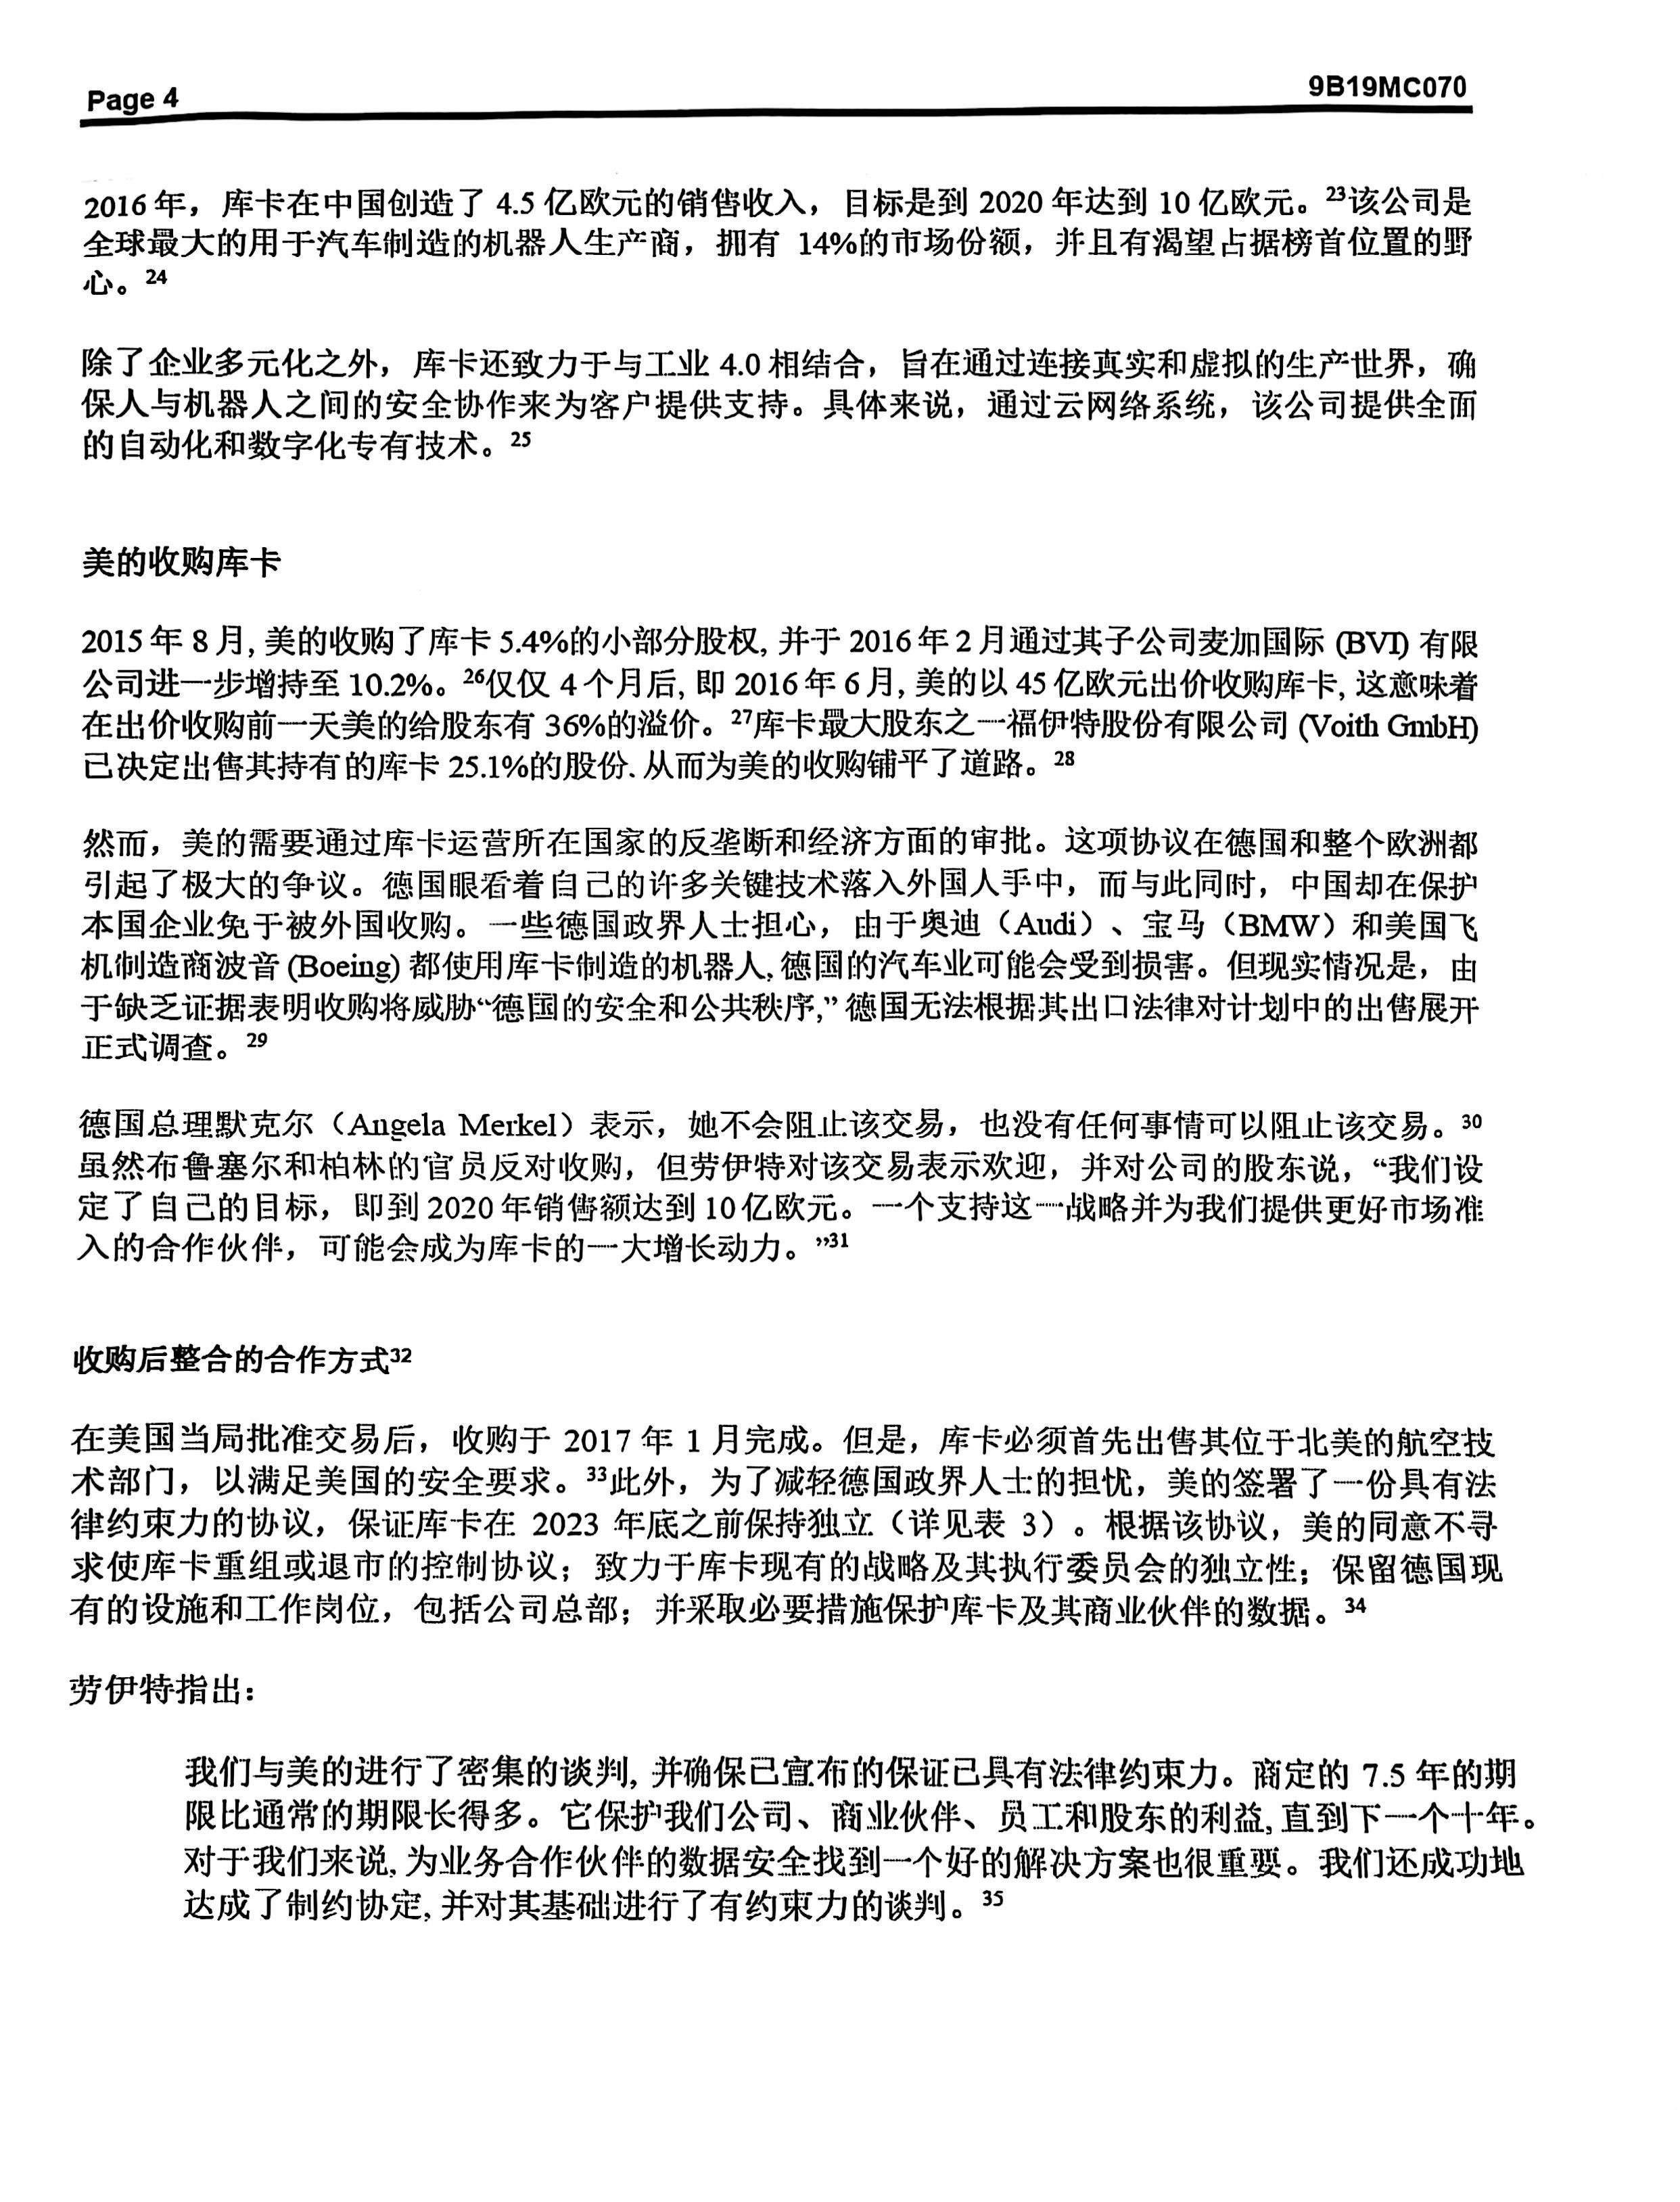 Page 4
9B19MC070
2016 年，库卡在中国创造了 4.5 亿欧元的销售收入，目标是到 2020 年达到 10 亿欧元。23该公司是
全球最大的用于汽车制造的机器人生产商，拥有 14%的市场份额，并且有渴望占据榜首位置的野
心。24
除了企业多元化之外，库卡还致力于与工业 4.0 相结合，旨在通过连接真实和虚拟的生产世界，确
保人与机器人之间的安全协作来为客户提供支持。具体来说，通过云网络系统，该公司提供全面
的自动化和数字化专有技术。25
美的收购库卡
2015 年 8 月, 美的收购了库卡 5.4%的小部分股权, 并于 2016 年 2 月通过其子公司麦加国际 (BVI) 有限
公司进一步增持至 10.2%。26仅仅 4 个月后, 即 2016 年 6 月, 美的以 45 亿欧元出价收购库卡, 这意味着
在出价收购前一天美的给股东有 36%的溢价。27库卡最大股东之一福伊特股份有限公司 (Voith GmbH)
已决定出售其持有的库卡 25.1%的股份, 从而为美的收购铺平了道路。28
然而，美的需要通过库卡运营所在国家的反垄断和经济方面的审批。这项协议在德国和整个欧洲都
引起了极大的争议。德国眼看着自己的许多关键技术落入外国人手中，而与此同时，中国却在保护
本国企业免于被外国收购。一些德国政界人士担心，由于奥迪（Audi）、宝马（BMW）和美国飞
机制造商波音 (Boeing) 都使用库卡制造的机器人, 德国的汽车业可能会受到损害。但现实情况是，由
于缺乏证据表明收购将威胁“德国的安全和公共秩序,” 德国无法根据其出口法律对计划中的出售展开
正式调查。29
德国总理默克尔（Angela Merkel）表示，她不会阻止该交易，也没有任何事情可以阻止该交易。30
虽然布鲁塞尔和柏林的官员反对收购，但劳伊特对该交易表示欢迎，并对公司的股东说，“我们设
定了自己的目标，即到 2020 年销售额达到 10 亿欧元。一个支持这一战略并为我们提供更好市场准
入的合作伙伴，可能会成为库卡的一大增长动力。”31
收购后整合的合作方式32
在美国当局批准交易后，收购于 2017 年 1 月完成。但是，库卡必须首先出售其位于北美的航空技
术部门，以满足美国的安全要求。33此外，为了减轻德国政界人士的担忧，美的签署了一份具有法
律约束力的协议，保证库卡在 2023 年底之前保持独立（详见表 3）。根据该协议，美的同意不寻
求使库卡重组或退市的控制协议；致力于库卡现有的战略及其执行委员会的独立性；保留德国现
有的设施和工作岗位，包括公司总部；并采取必要措施保护库卡及其商业伙伴的数据。34
劳伊特指出：
我们与美的进行了密集的谈判, 并确保已宣布的保证已具有法律约束力。商定的 7.5 年的期
限比通常的期限长得多。它保护我们公司、商业伙伴、员工和股东的利益, 直到下一个十年。
对于我们来说, 为业务合作伙伴的数据安全找到一个好的解决方案也很重要。我们还成功地
达成了制约协定, 并对其基础进行了有约束力的谈判。35